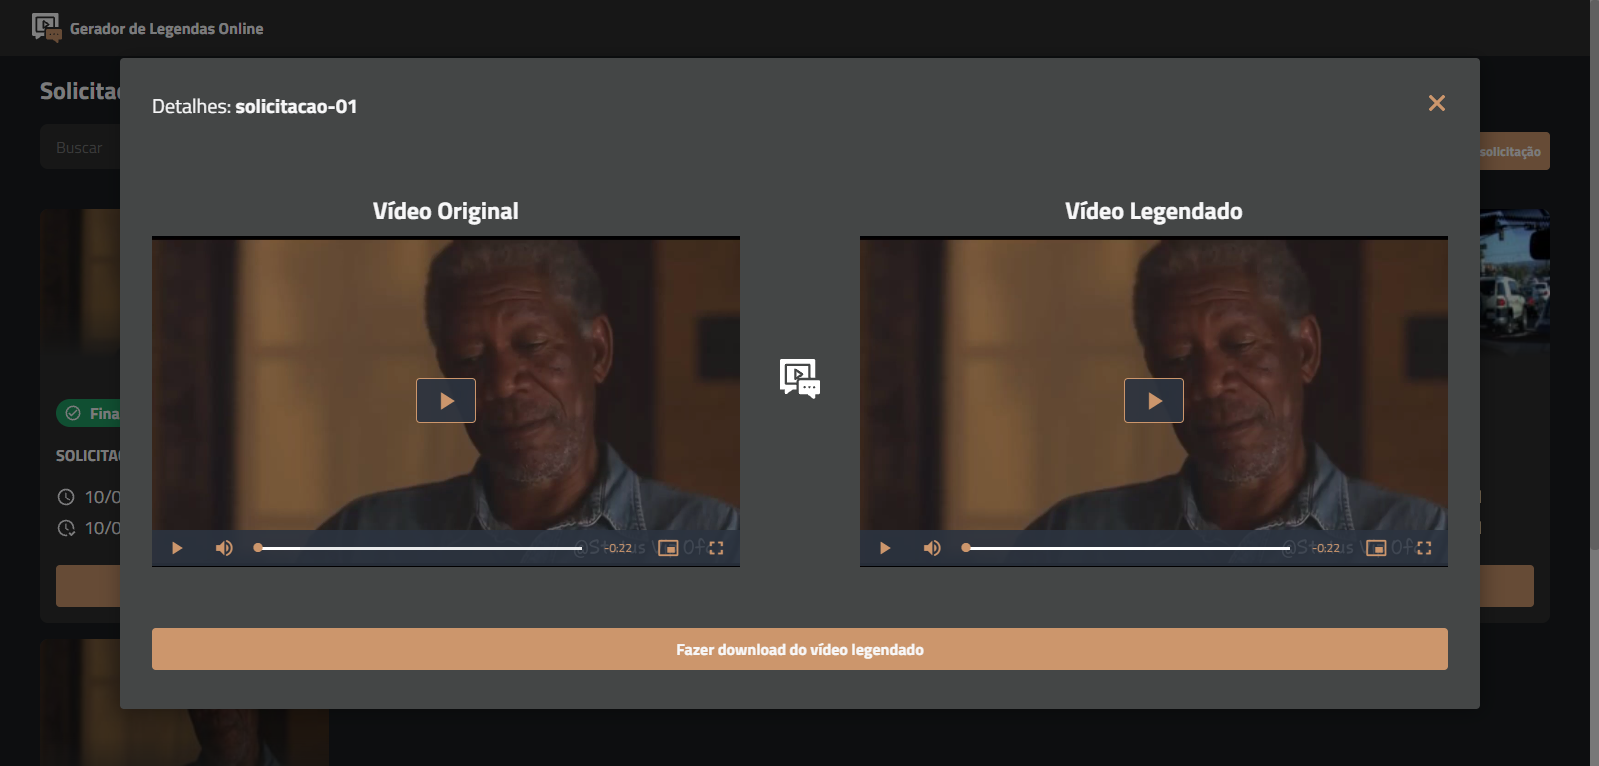 Gerador de Legendas Online
Solicita
Buscar
solicitação
Detalhes: solicitacao-01
Vídeo Original
Vídeo Legendado
Fina
SOLICITA
10/0
10/0
-0:22
-0:22
Fazer download do vídeo legendado